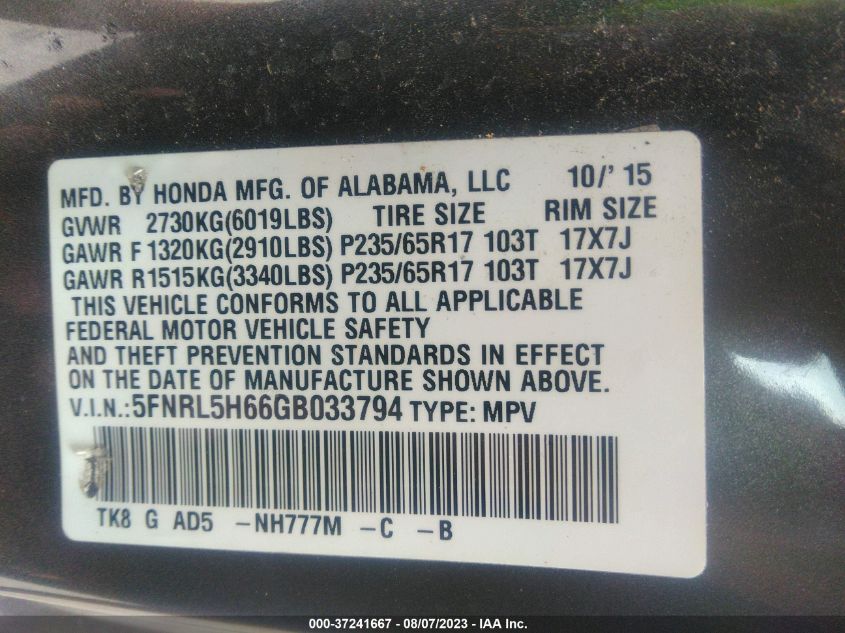 MFD. BY HONDA MFG. OF ALABAMA, LLC 10/'15
GVWR 2730KG(6019LBS) TIRE SIZE RIM SIZE
GAWR F 1320KG(2910LBS) P235/65R17 103T 17X7J
GAWR R1515KG(3340LBS) P235/65R17 103T 17X7J
THIS VEHICLE CONFORMS TO ALL APPLICABLE
FEDERAL MOTOR VEHICLE SAFETY
AND THEFT PREVENTION STANDARDS IN EFFECT
ON THE DATE OF MANUFACTURE SHOWN ABOVE.
V.I.N.:5FNRL5H66GB033794 TYPE: MPV
TK8 G AD5 -NH777M -C -B
000-37241667 - 08/07/2023 - IAA Inc.